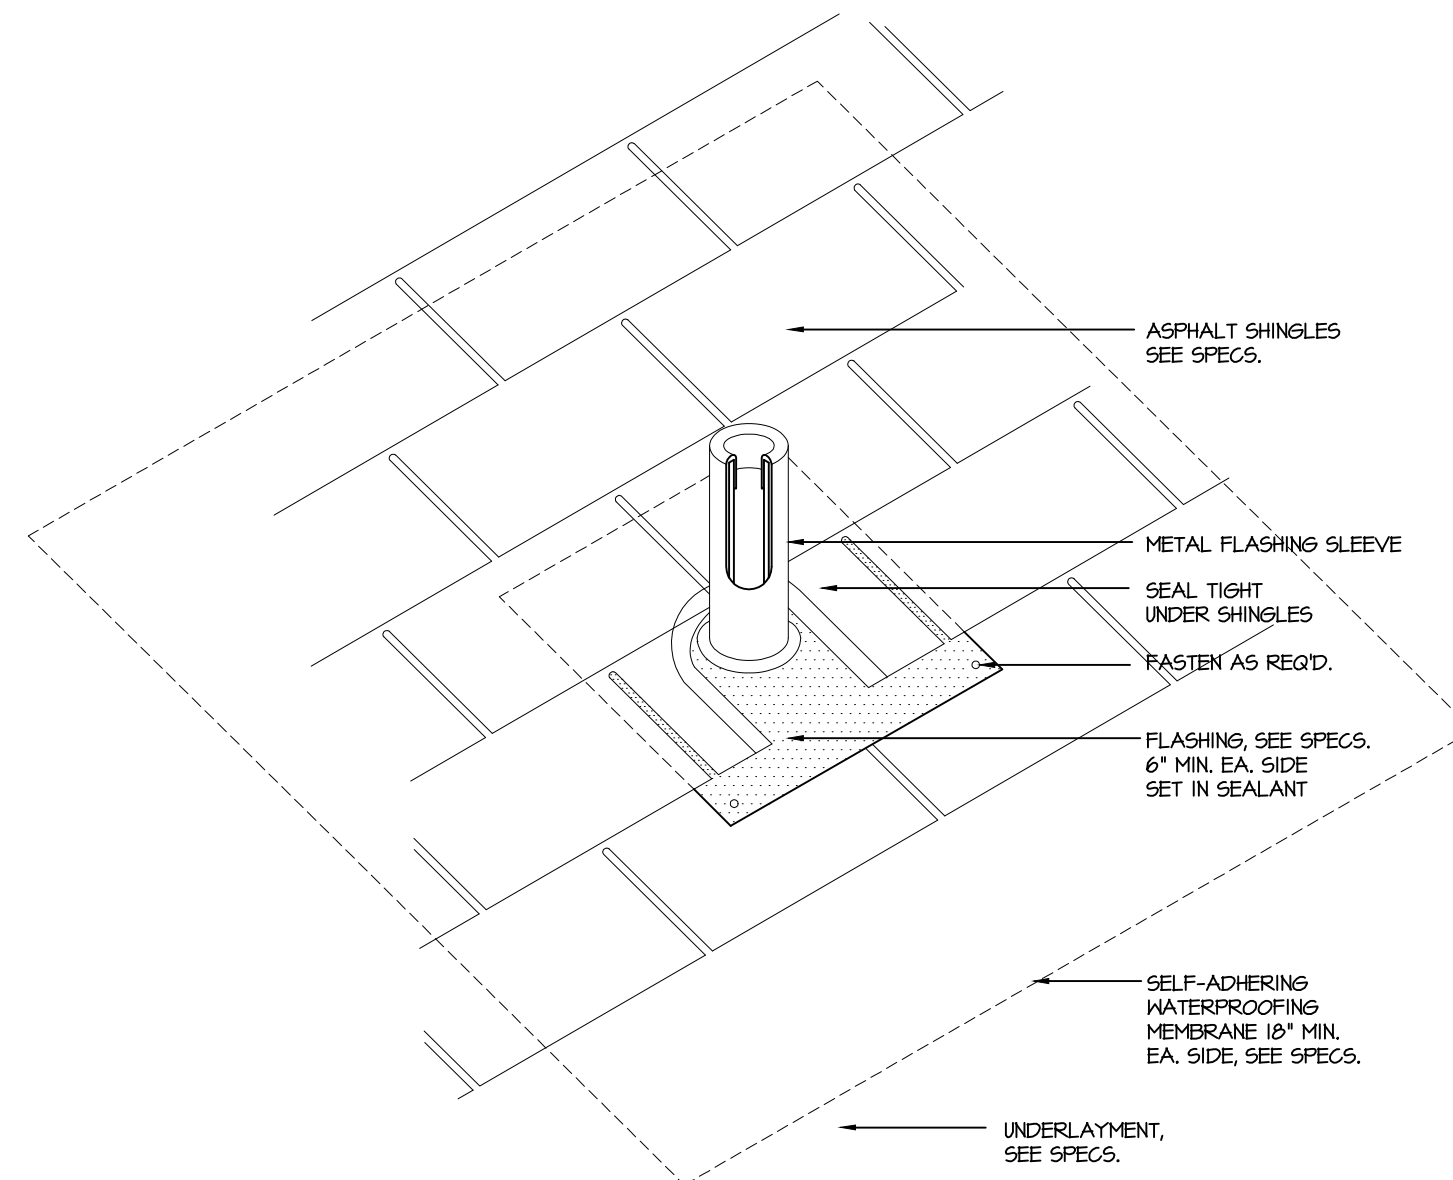 ASPHALT SHINGLES
SEE SPECS.
METAL FLASHING SLEEVE
SEAL TIGHT
UNDER SHINGLES
FASTEN AS REQ'D.
FLASHING, SEE SPECS.
6" MIN. EA. SIDE
SET IN SEALANT
SELF-ADHERING
WATERPROOFING
MEMBRANE 18" MIN.
EA. SIDE, SEE SPECS.
UNDERLAYMENT,
SEE SPECS.